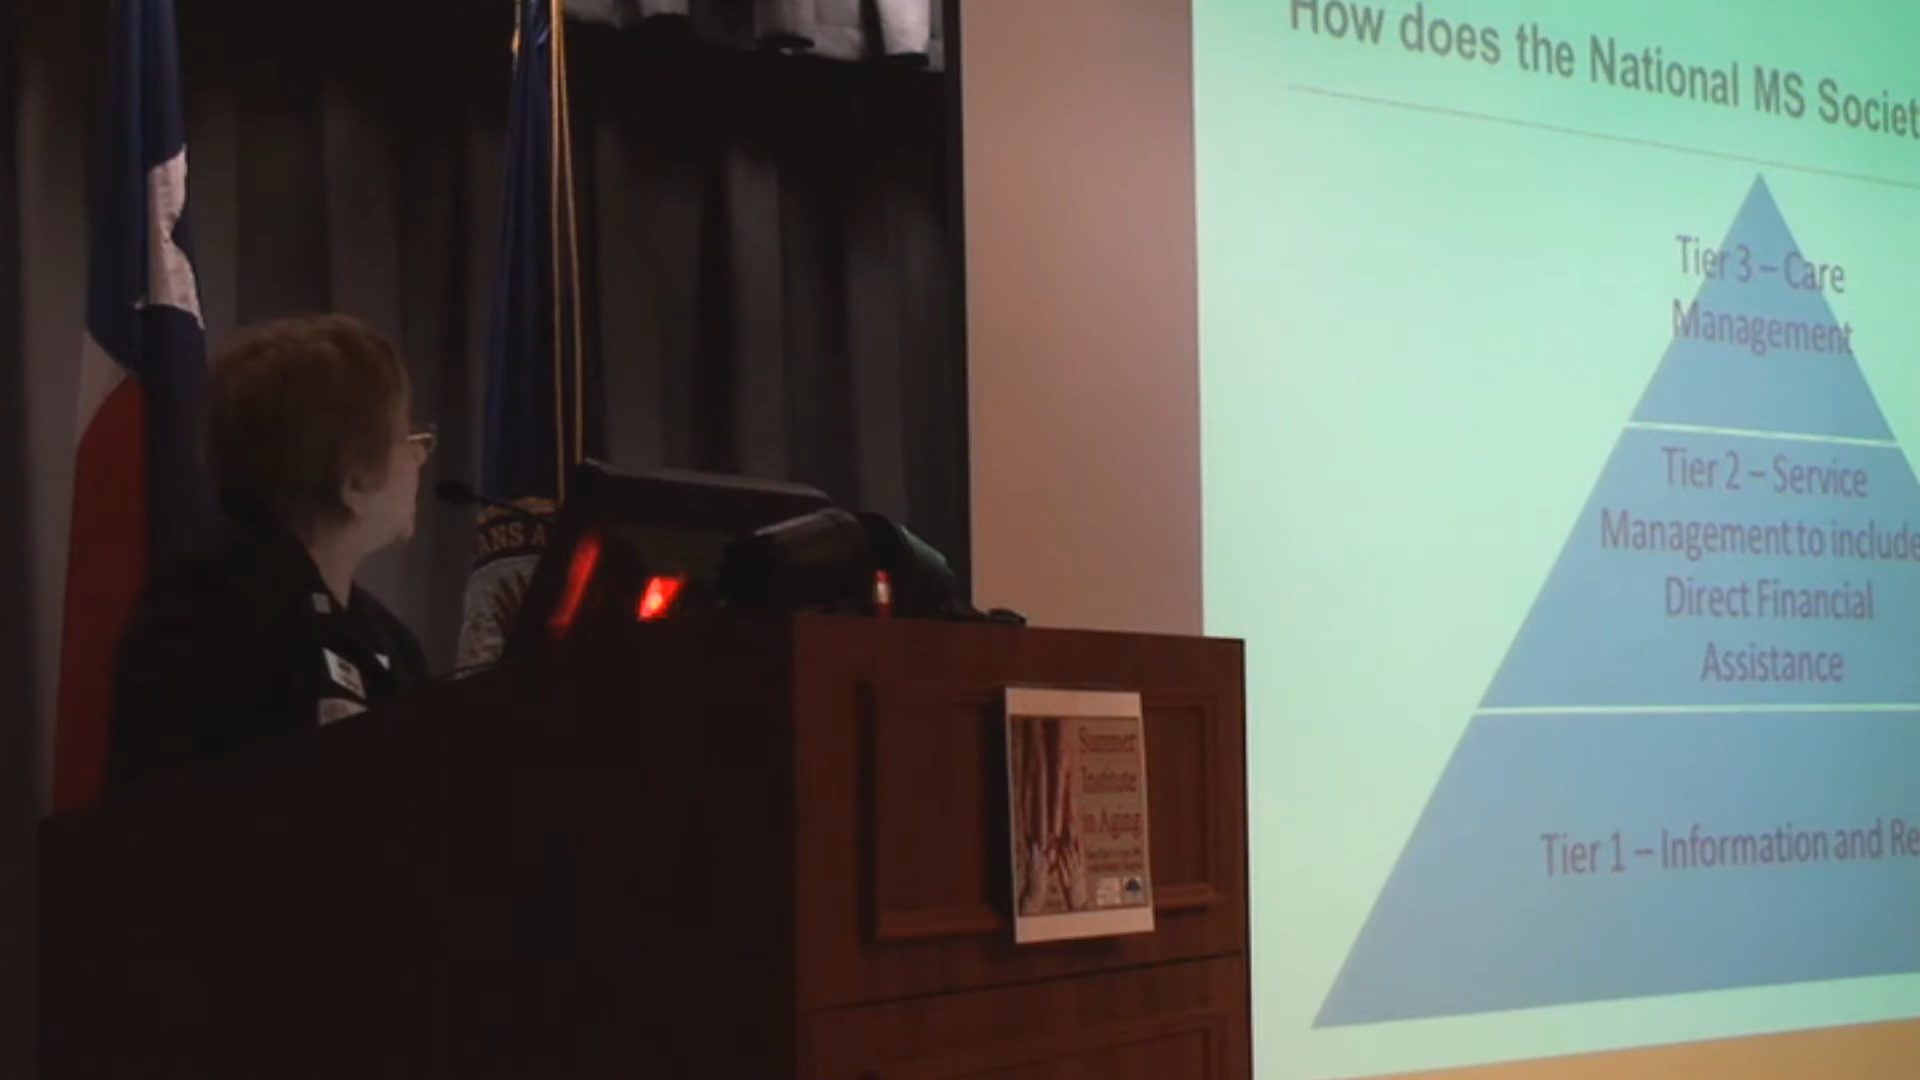 How does the National MS Societ
Tier 3 – Care
Management
Tier 2 – Service
Management to include
Direct Financial
Assistance
Tier 1 – Information and Re
ANS A
Summer
Institute
in Aging